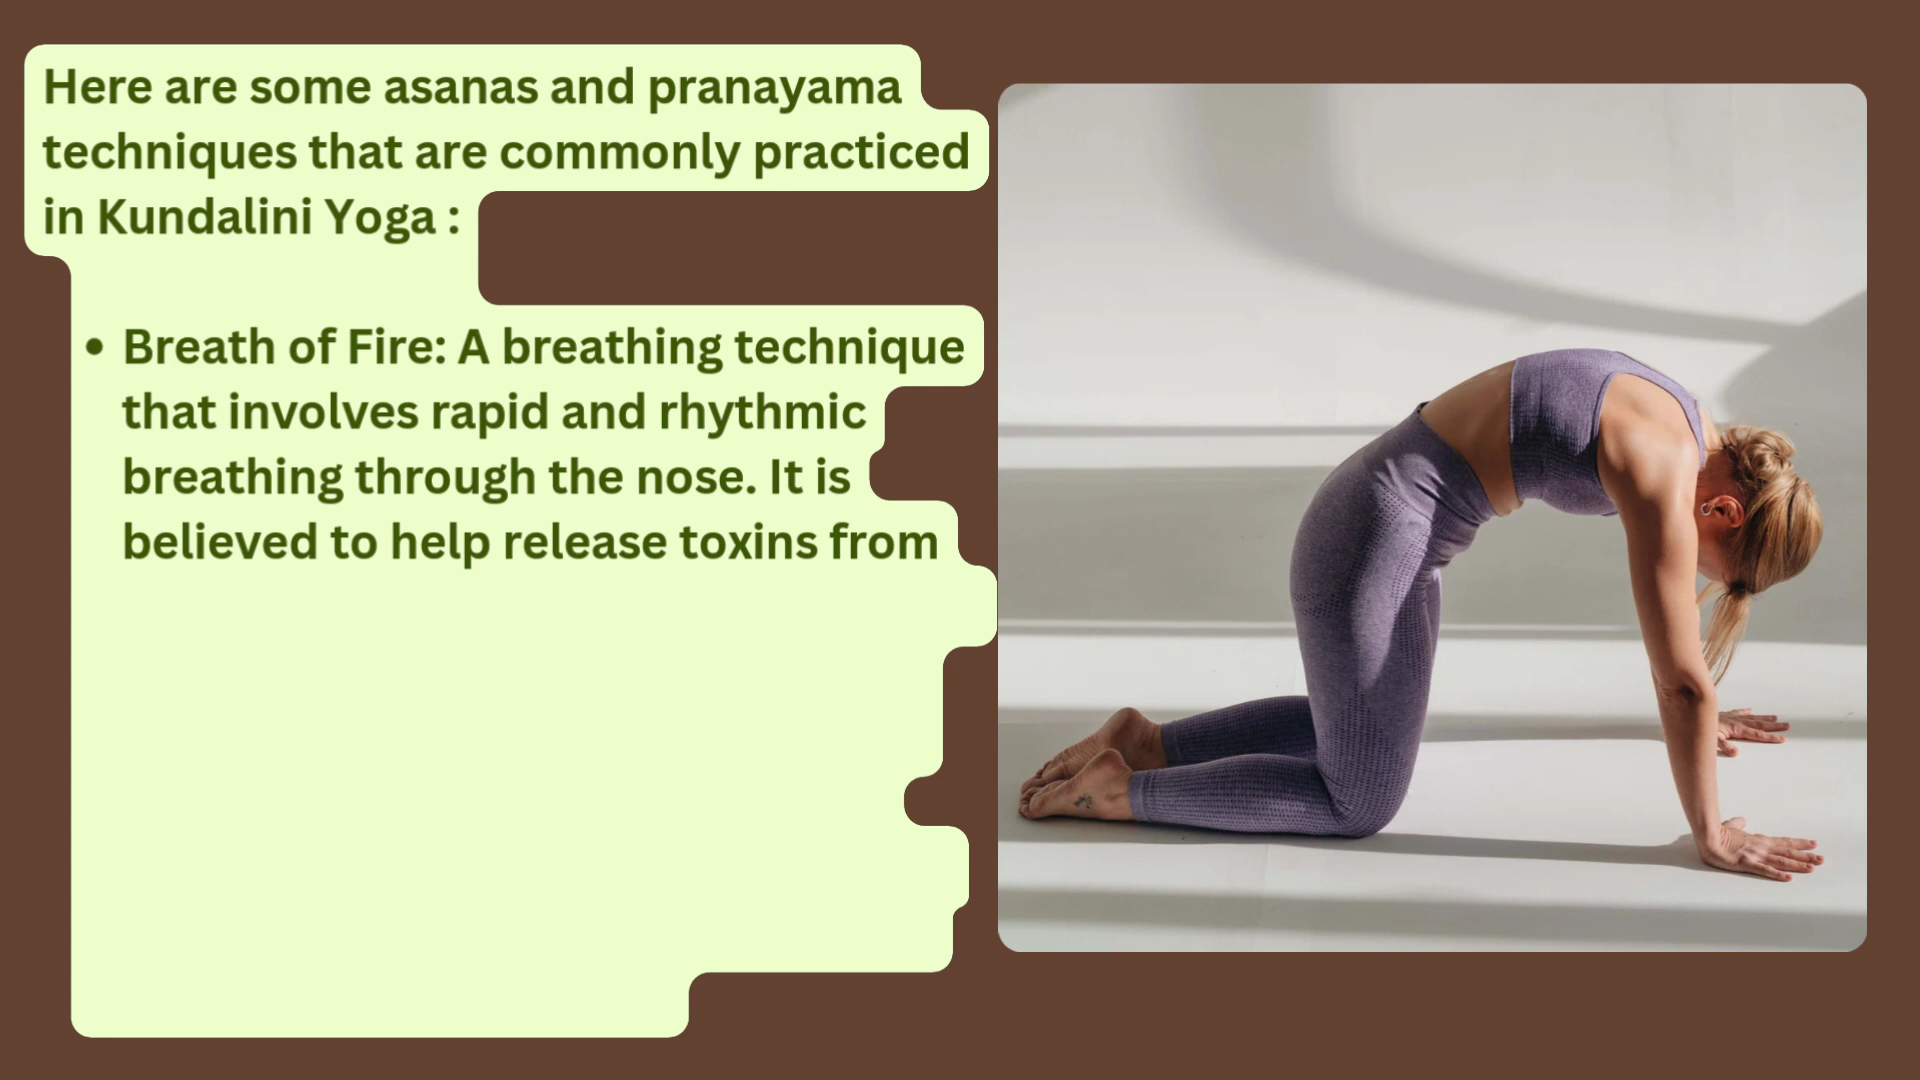 Here are some asanas and pranayama
techniques that are commonly practiced
in Kundalini Yoga :
• Breath of Fire: A breathing technique
that involves rapid and rhythmic
breathing through the nose. It is
believed to help release toxins from